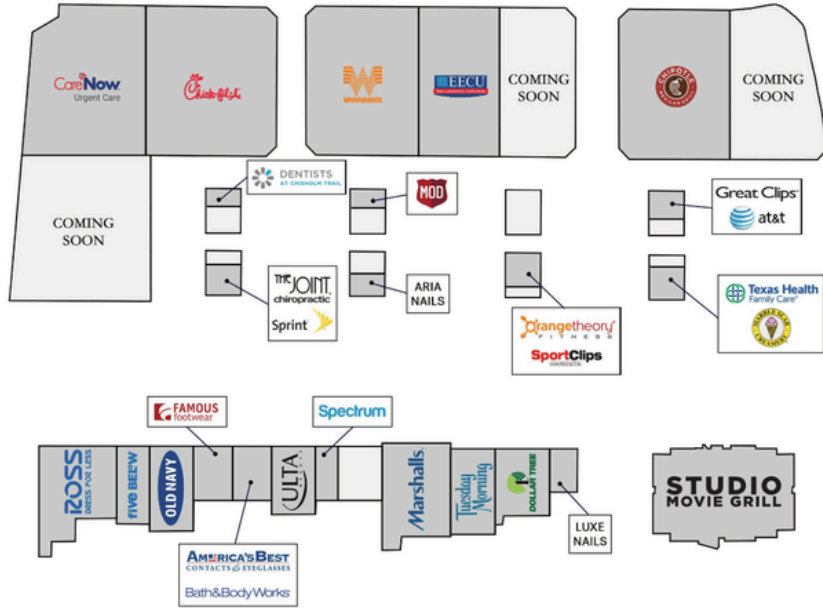 CareNow
Urgent Care
Chick-fil-A
WHATABURGER
EECU
COMING
SOON
CHIPOTLE
MEXICAN GRILL
COMING
SOON
COMING
SOON
DENTISTS
AT CHISHOLM TRAIL
MOD
Great Clips
at&t
THE JOINT
chiropractic
Sprint
ARIA
NAILS
Orangetheory
FITNESS
SportClips
HAIRCUTS
Texas Health
Family Care
MARBLE SLAB
CREAMERY
FAMOUS
footwear
Spectrum
ROSS
DRESS FOR LESS
five BEL°W
OLD NAVY
ULTA
BEAUTY
Marshalls
Tuesday
Morning
DOLLAR TREE
STUDIO
MOVIE GRILL
LUXE
NAILS
AMERICA'S BEST
CONTACTS & EYEGLASSES
Bath&BodyWorks